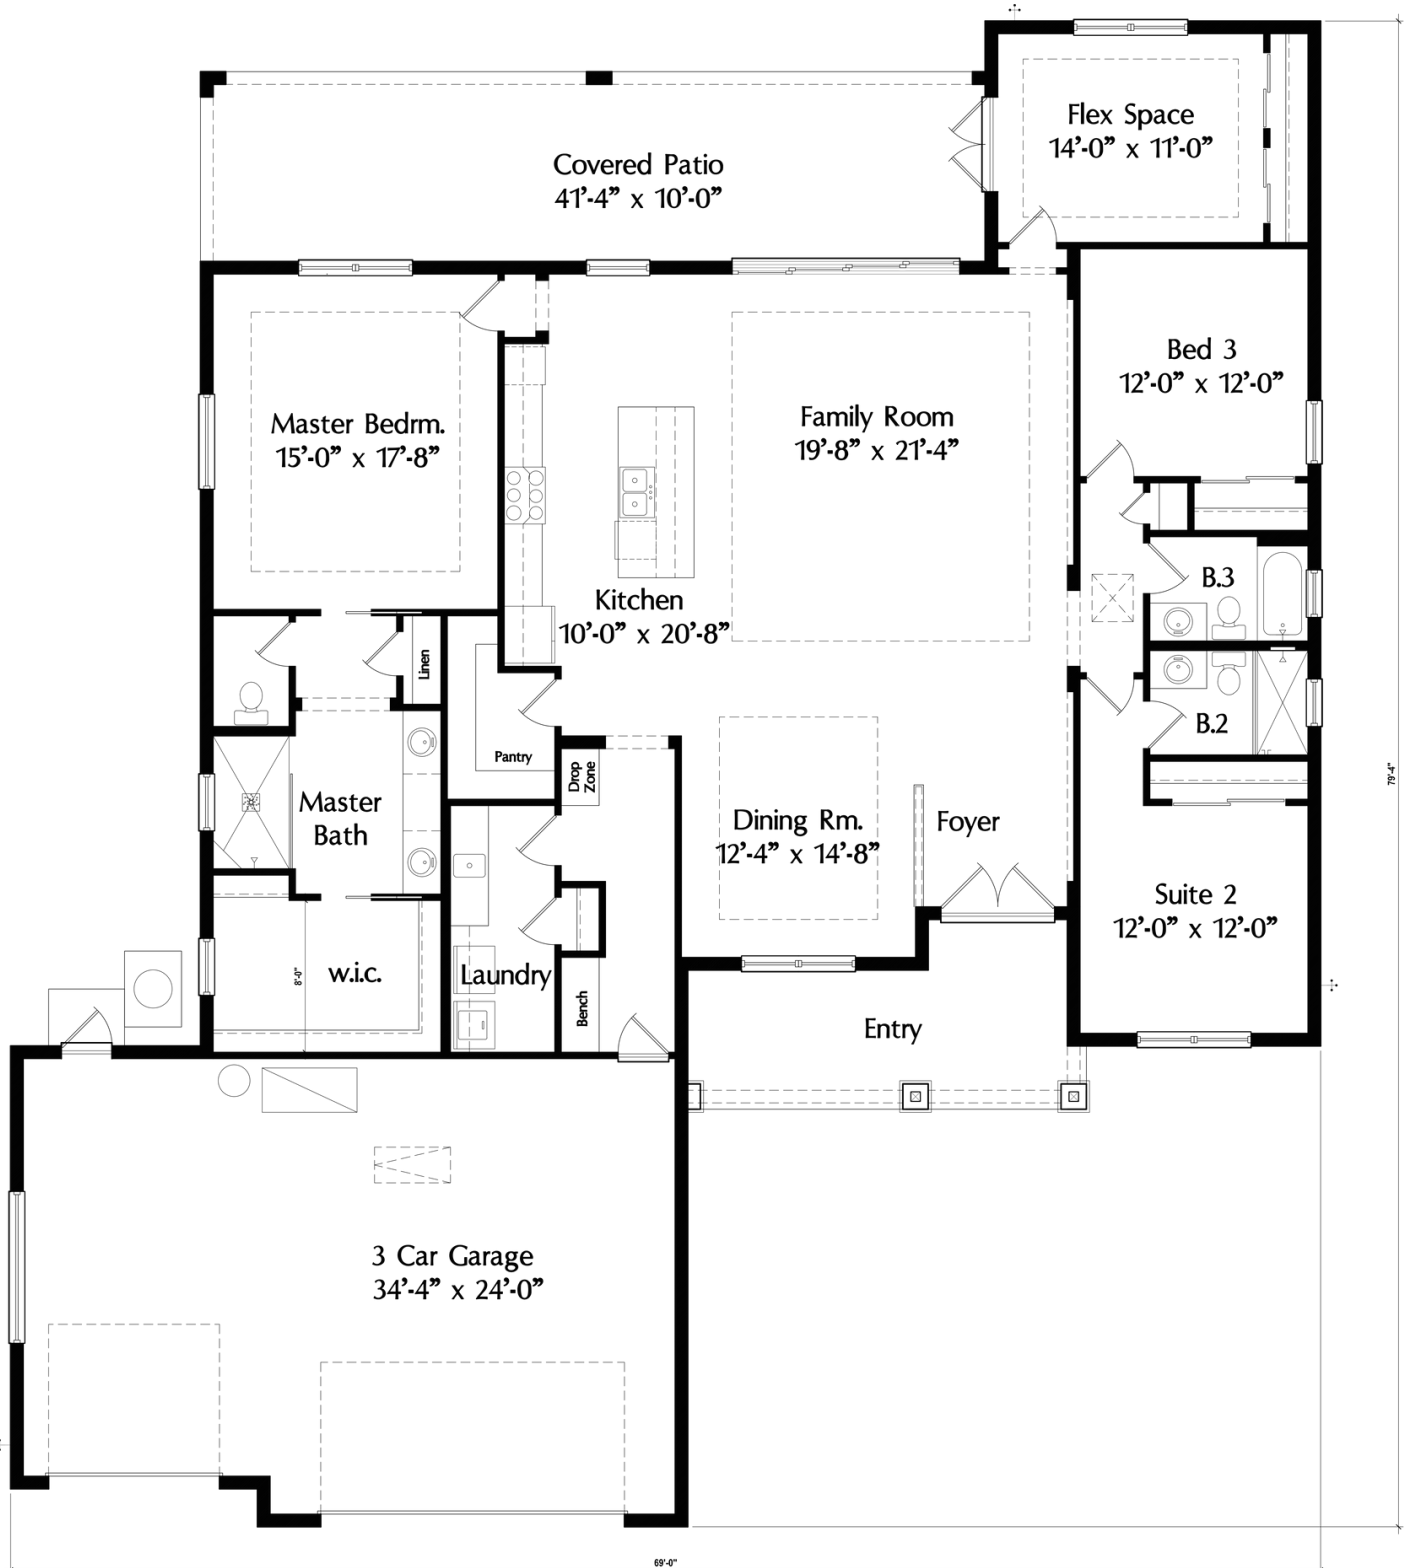 Flex Space
14'-0" x 11'-0"
Covered Patio
41'-4" x 10'-0"
Bed 3
12'-0" x 12'-0"
Master Bedrm.
15'-0" x 17'-8"
Family Room
19'-8" x 21'-4"
B.3
Kitchen
10'-0" x 20'-8"
Linen
B.2
Pantry
Drop
Zone
79'-4"
Master
Bath
Dining Rm.
12'-4" x 14'-8"
Foyer
Suite 2
12'-0" x 12'-0"
8'-0"
w.i.c.
Laundry
Bench
Entry
3 Car Garage
34'-4" x 24'-0"
69'-0"